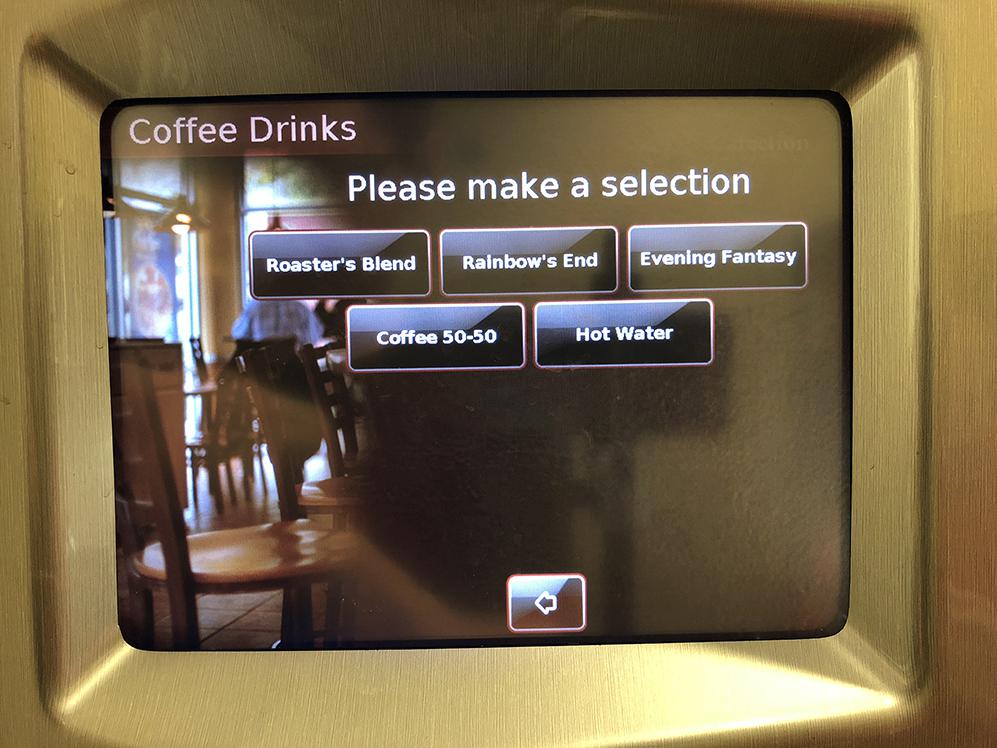 Coffee Drinks
Please make a selection
Roaster's Blend
Rainbow's End
Evening Fantasy
Coffee 50-50
Hot Water